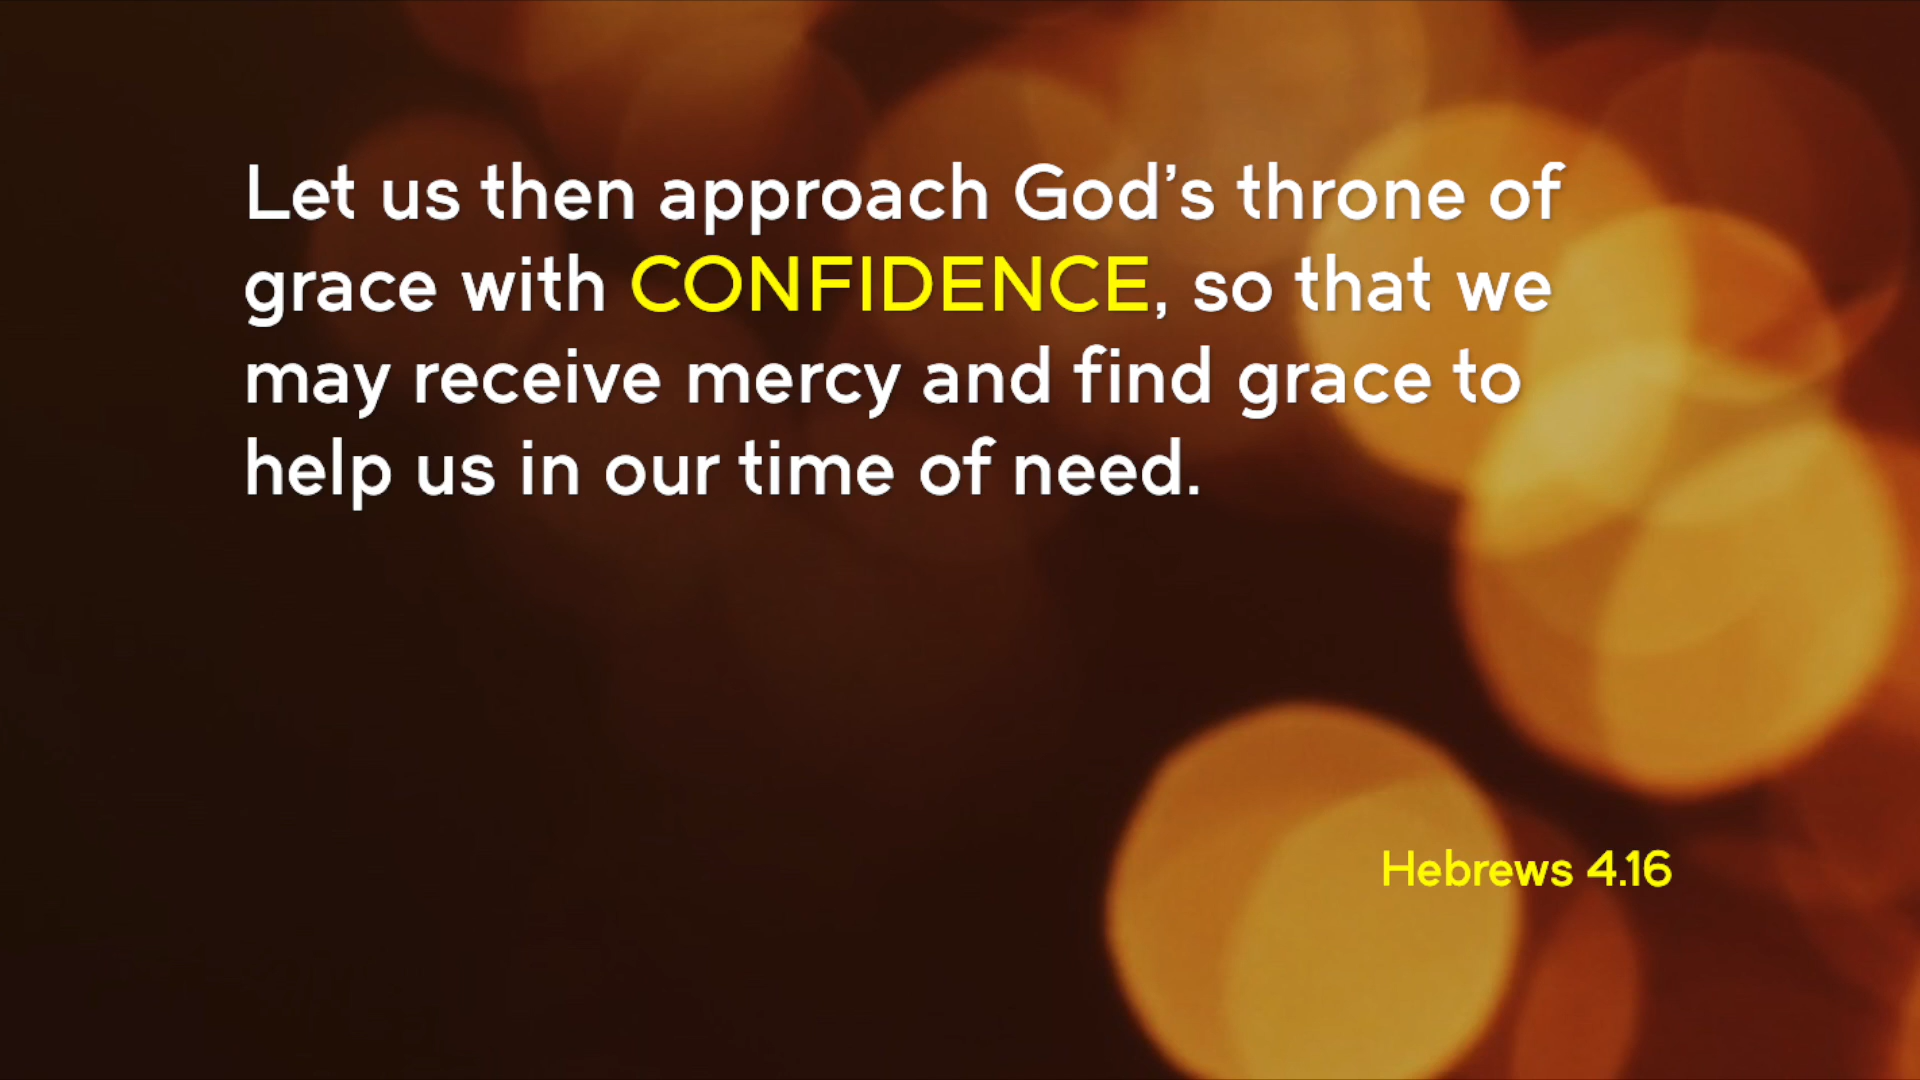 Let us then approach God’s throne of
grace with CONFIDENCE, so that we
may receive mercy and find grace to
help us in our time of need.
Hebrews 4.16